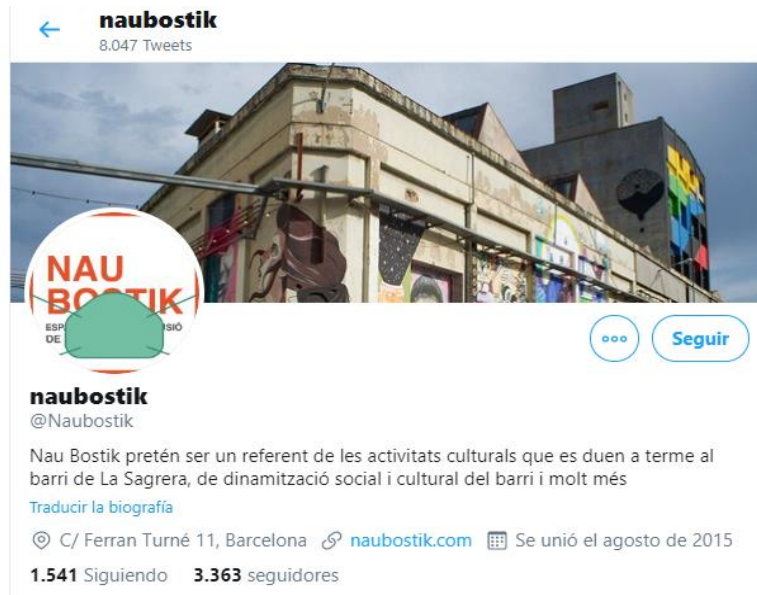 naubostik
8.047 Tweets
NAU
BOSTIK
ESP SIÓ
DE
Seguir
naubostik
@Naubostik
Nau Bostik pretén ser un referent de les activitats culturals que es duen a terme al
barri de La Sagrera, de dinamització social i cultural del barri i molt més
Traducir la biografía
C/ Ferran Turné 11, Barcelona naubostik.com Se unió el agosto de 2015
1.541 Siguiendo 3.363 seguidores